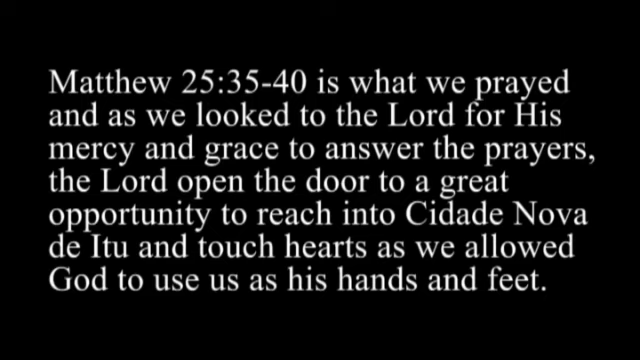 Matthew 25:35-40 is what we prayed
and as we looked to the Lord for His
mercy and grace to answer the prayers,
the Lord open the door to a great
opportunity to reach into Cidade Nova
de Itu and touch hearts as we allowed
God to use us as his hands and feet.